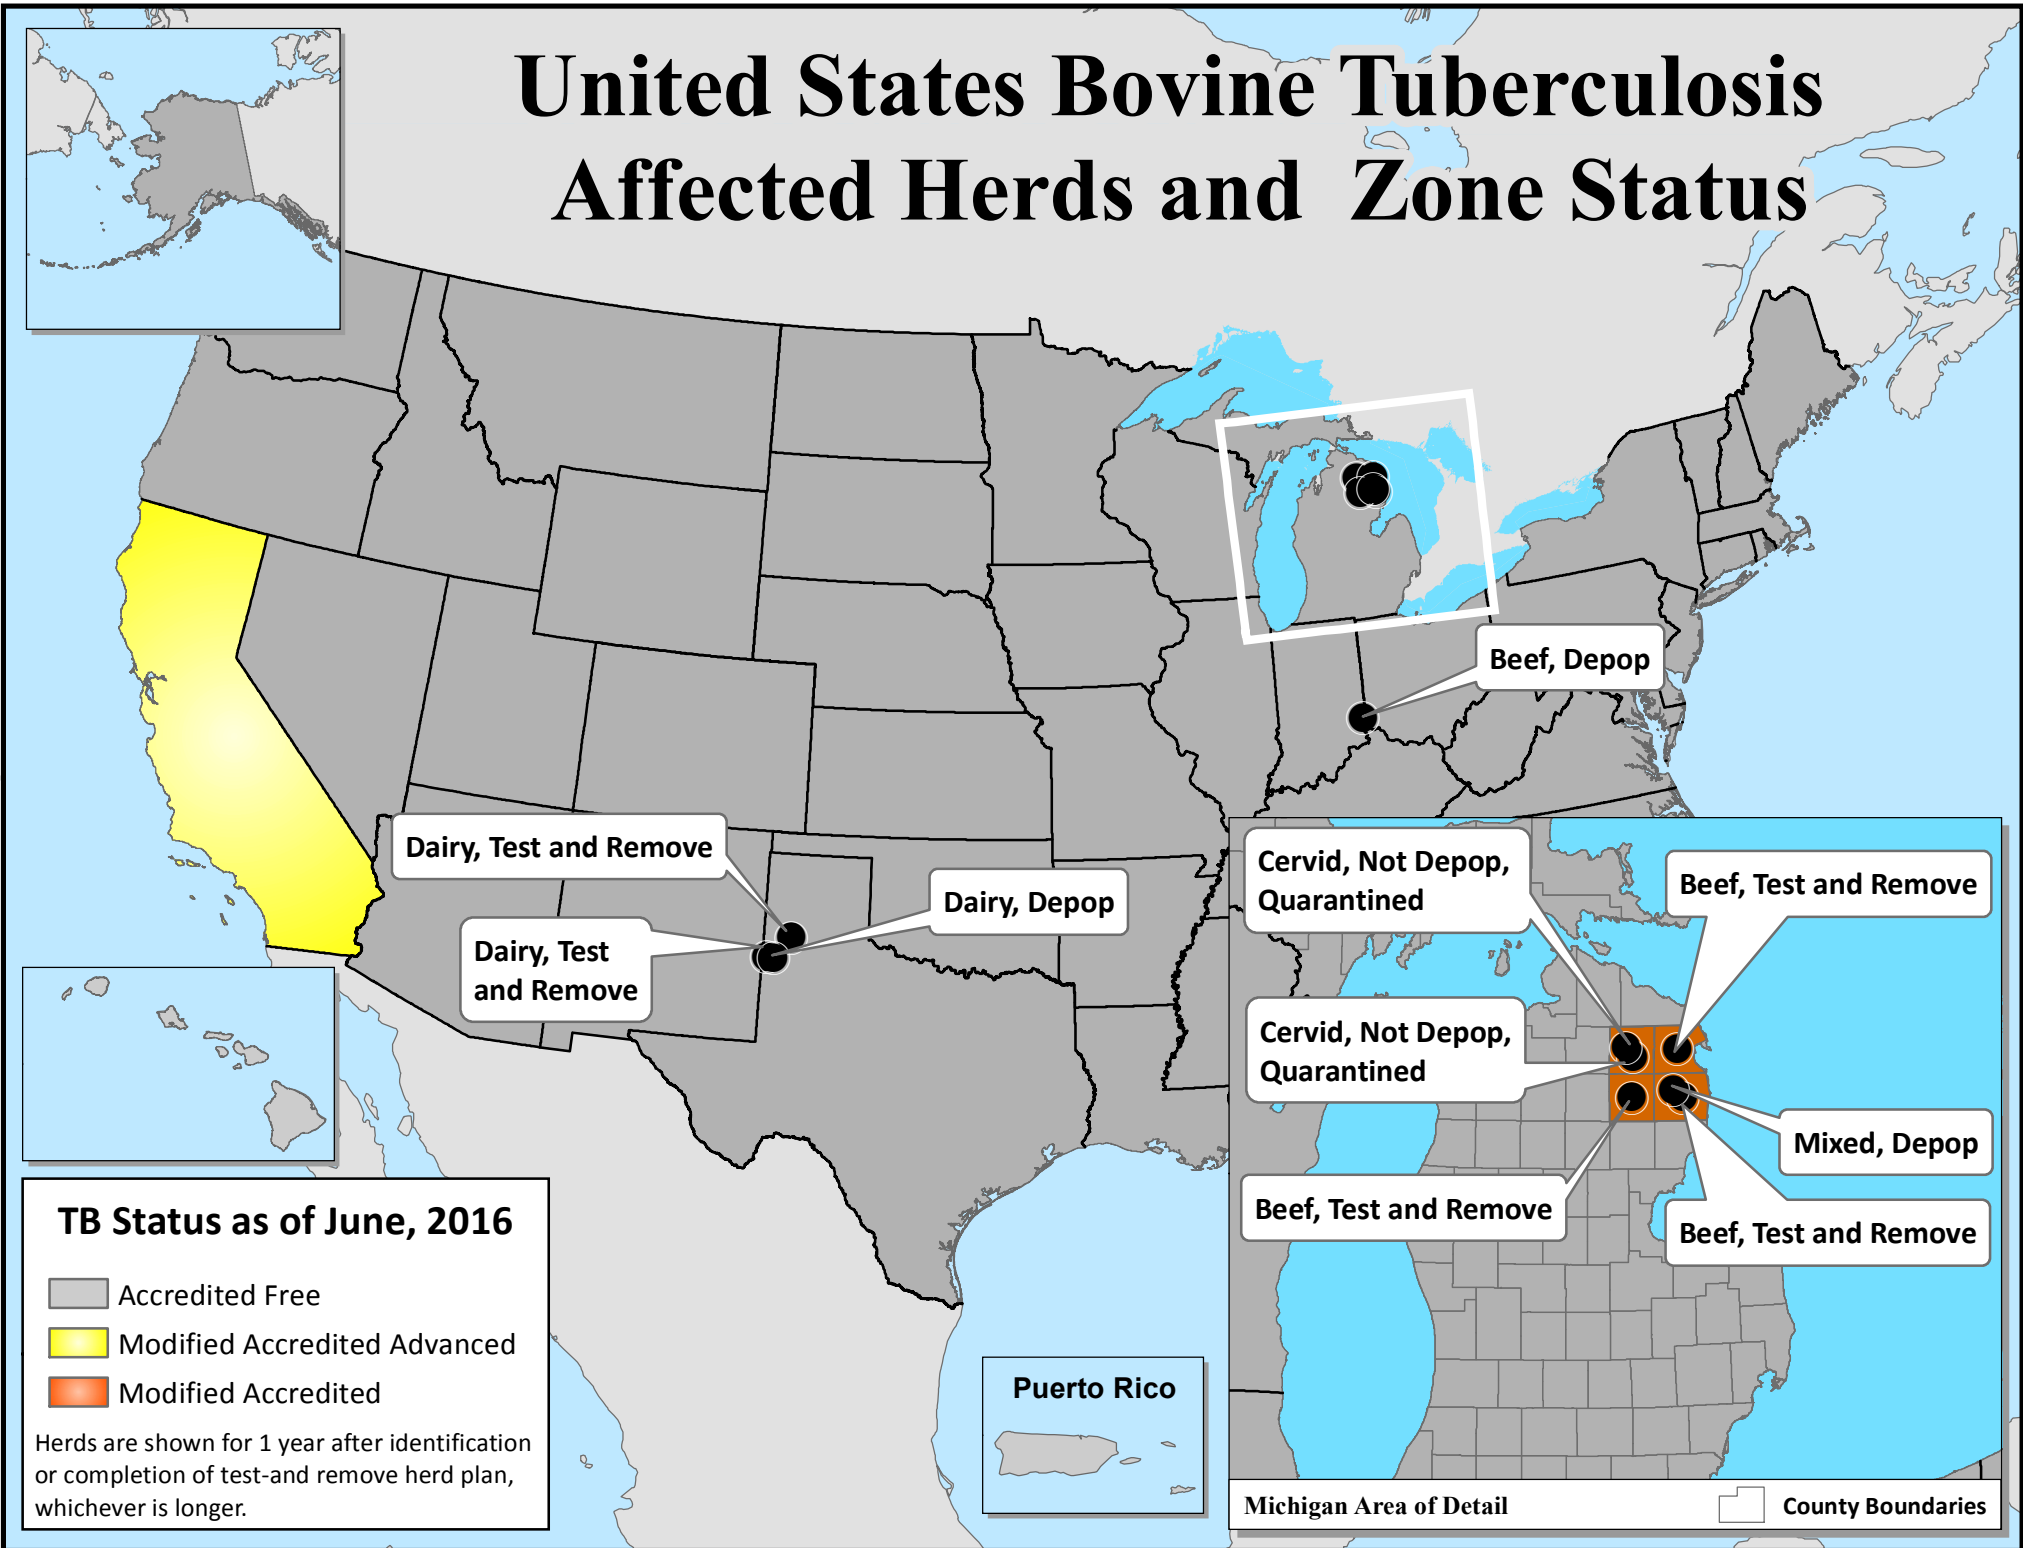 United States Bovine Tuberculosis
Affected Herds and Zone Status
Beef, Depop
Dairy, Test and Remove
Dairy, Depop
Dairy, Test
and Remove
Cervid, Not Depop,
Quarantined
Beef, Test and Remove
Cervid, Not Depop,
Quarantined
Mixed, Depop
Beef, Test and Remove
Beef, Test and Remove
TB Status as of June, 2016
Accredited Free
Modified Accredited Advanced
Modified Accredited
Herds are shown for 1 year after identification
or completion of test-and remove herd plan,
whichever is longer.
Puerto Rico
Michigan Area of Detail
County Boundaries